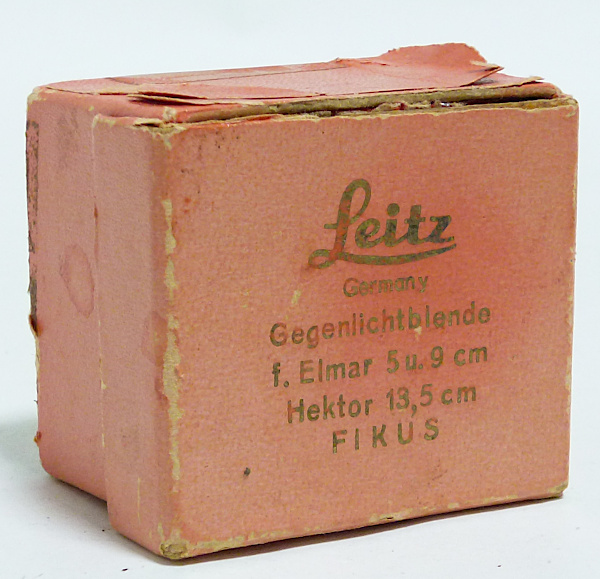 Leitz
Germany
Gegenlichtblende
f. Elmar 5 u. 9 cm
Hektor 13,5 cm
FIKUS